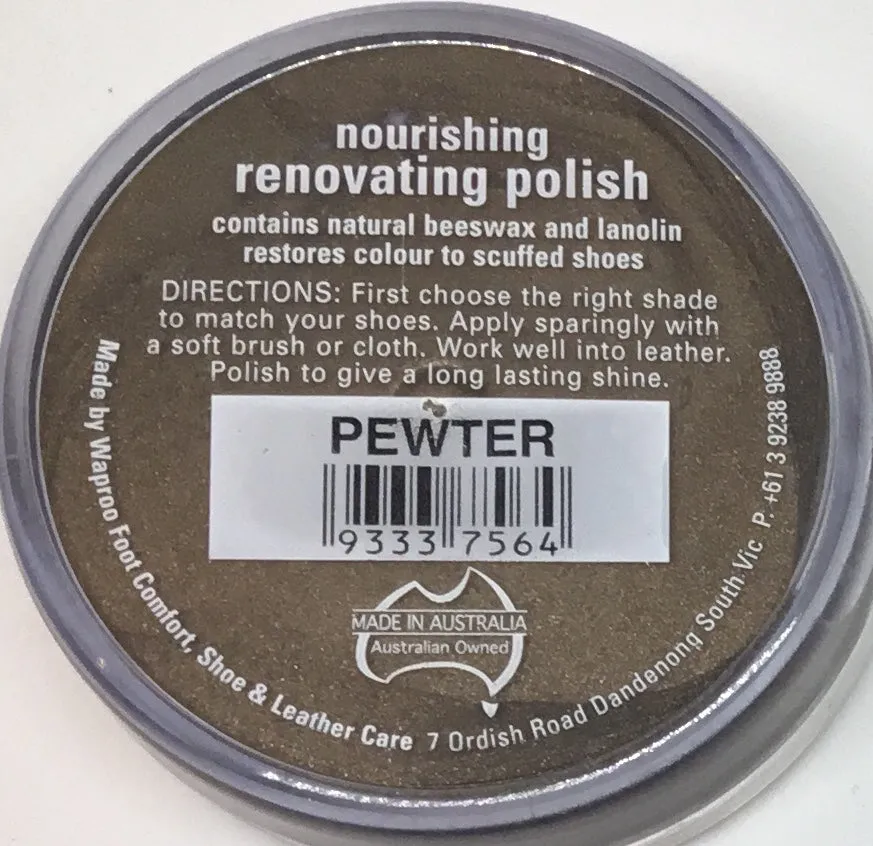 nourishing
renovating polish
contains natural beeswax and lanolin
restores colour to scuffed shoes
DIRECTIONS: First choose the right shade
to match your shoes. Apply sparingly with
a soft brush or cloth. Work well into leather.
Polish to give a long lasting shine.
PEWTER
9333 7564
MADE IN AUSTRALIA
Australian Owned
Made by Waproo Foot Comfort, Shoe & Leather Care 7 Ordish Road Dandenong South Vic P. +61 3 9238 9888